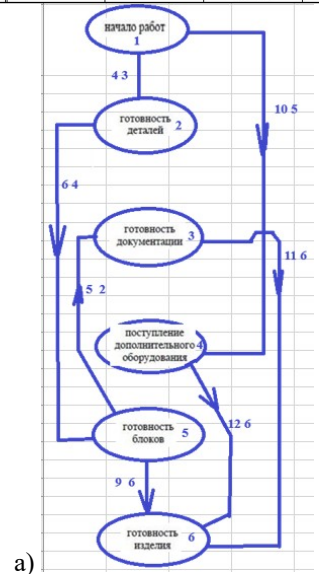 начало работ
1
4 3
10 5
готовность
деталей
2
6 4
готовность
документации
3
11 6
5 2
поступление
дополнительного
оборудования
4
готовность
блоков
5
12 6
9 6
готовность
изделия
6
а)